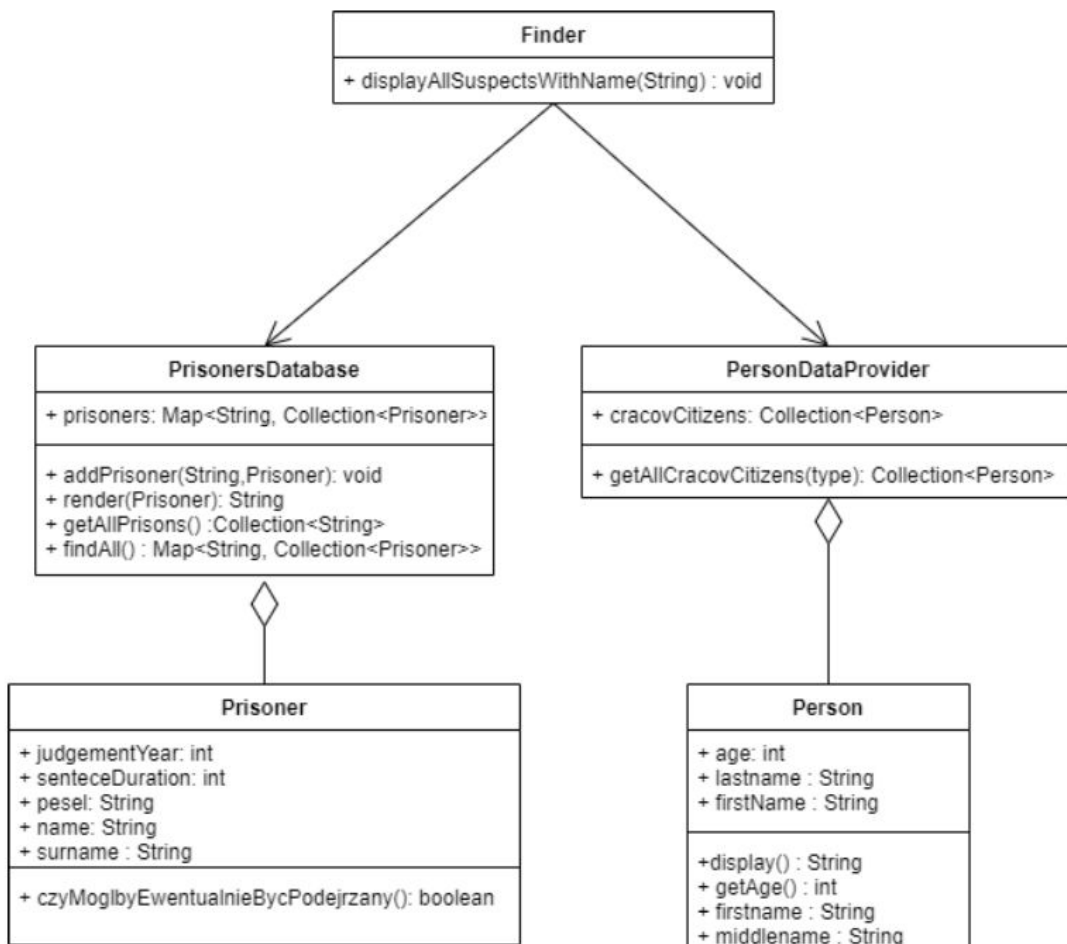 Finder
+ displayAllSuspectsWithName(String) : void
PrisonersDatabase
+ prisoners: Map<String, Collection<Prisoner>>
+ addPrisoner(String,Prisoner): void
+ render(Prisoner): String
+ getAllPrisons() :Collection<String>
+ findAll() : Map<String, Collection<Prisoner>>
PersonDataProvider
+ cracovCitizens: Collection<Person>
+ getAllCracovCitizens(type): Collection<Person>
Prisoner
+ judgementYear: int
+ senteceDuration: int
+ pesel: String
+ name: String
+ surname : String
+ czyMoglbyEwentualnieBycPodejrzany(): boolean
Person
+ age: int
+ lastname : String
+ firstName : String
+display() : String
+ getAge() : int
+ firstname : String
+ middlename : String